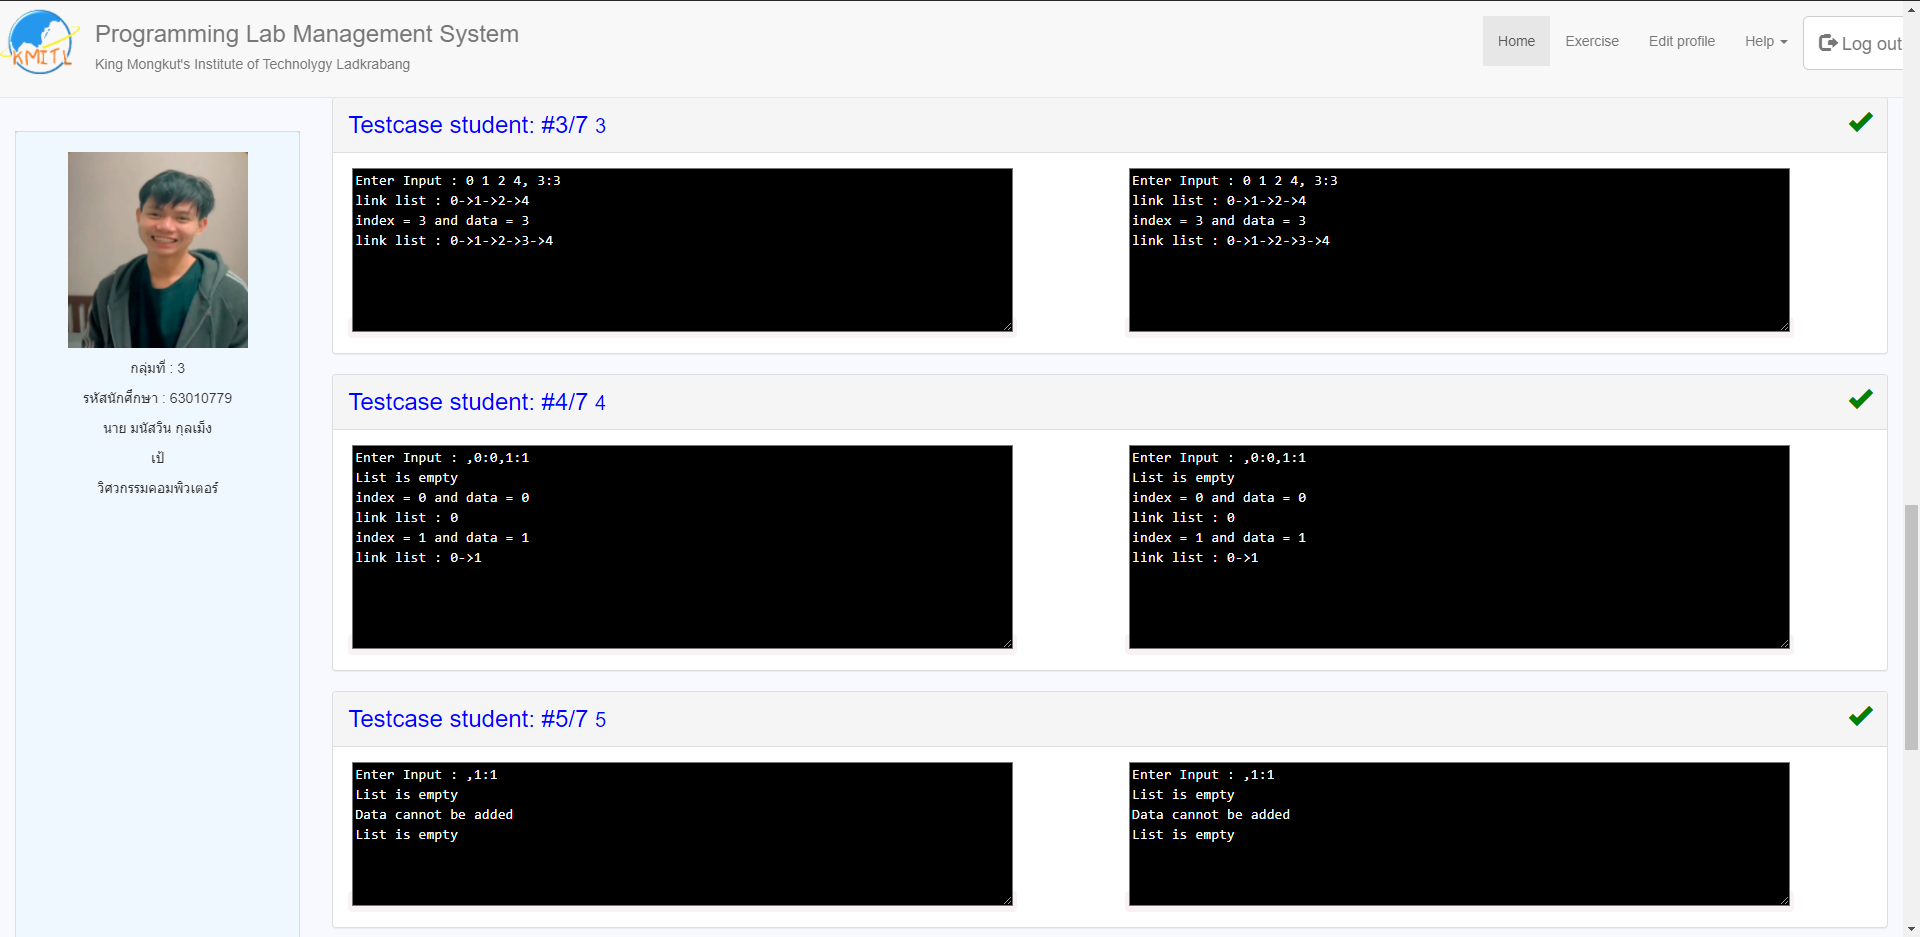 KMITL
Programming Lab Management System
King Mongkut's Institute of Technolygy Ladkrabang
Home
Exercise
Edit profile
Help
Log out
กลุ่มที่ : 3
รหัสนักศึกษา : 63010779
นาย มนัสวิน กุลเม็ง
เป้
วิศวกรรมคอมพิวเตอร์
Testcase student: #3/7 3
Enter Input : 0 1 2 4, 3:3
link list : 0->1->2->4
index = 3 and data = 3
link list : 0->1->2->3->4
Enter Input : 0 1 2 4, 3:3
link list : 0->1->2->4
index = 3 and data = 3
link list : 0->1->2->3->4
Testcase student: #4/7 4
Enter Input : ,0:0,1:1
List is empty
index = 0 and data = 0
link list : 0
index = 1 and data = 1
link list : 0->1
Enter Input : ,0:0,1:1
List is empty
index = 0 and data = 0
link list : 0
index = 1 and data = 1
link list : 0->1
Testcase student: #5/7 5
Enter Input : ,1:1
List is empty
Data cannot be added
List is empty
Enter Input : ,1:1
List is empty
Data cannot be added
List is empty